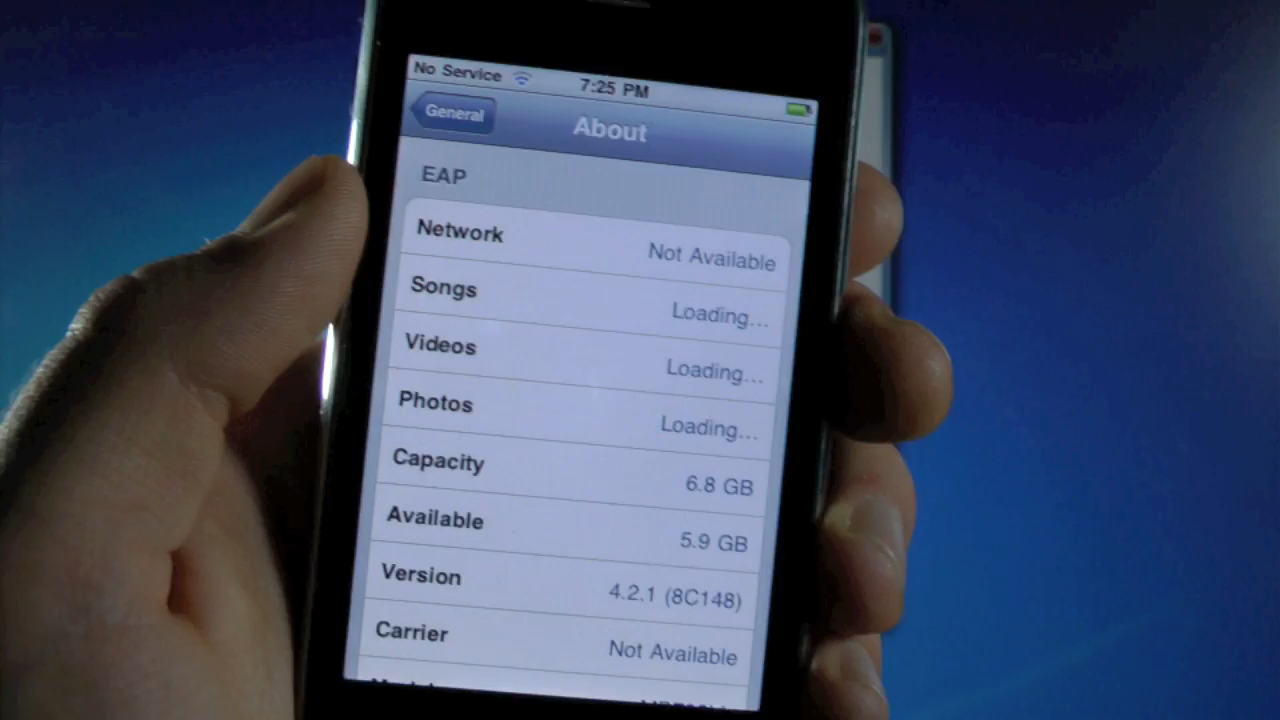 No Service 7:25 PM
General About
EAP
Network Not Available
Songs Loading...
Videos Loading...
Photos Loading...
Capacity 6.8 GB
Available 5.9 GB
Version 4.2.1 (8C148)
Carrier Not Available